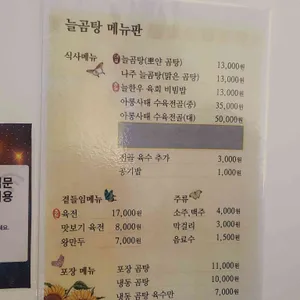 늘곰탕 메뉴판
식사메뉴
늘곰탕(뽀얀 곰탕) 13,000원
나주 늘곰탕(맑은 곰탕) 13,000원
늘한우 육회 비빔밥 13,000원
아롱사태 수육전골(중) 35,000원
아롱사태 수육전골(대) 50,000원
진곰 육수 추가 3,000원
공기밥 1,000원
곁들임메뉴
육전 17,000원
맛보기 육전 8,000원
왕만두 7,000원
주류
소주,맥주 4,000원
막걸리 3,000원
음료수 1,500원
포장 메뉴
포장 곰탕 11,000원
냉동 곰탕 10,000원
냉동 곰탕 육수만 7,000원